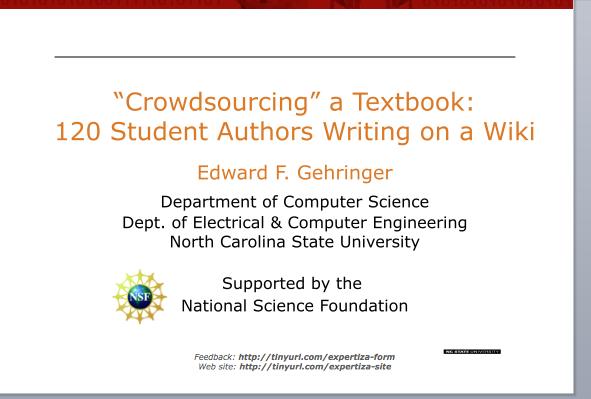 “Crowdsourcing” a Textbook:
120 Student Authors Writing on a Wiki
Edward F. Gehringer
Department of Computer Science
Dept. of Electrical & Computer Engineering
North Carolina State University
NSF
Supported by the
National Science Foundation
NC STATE UNIVERSITY
Feedback: http://tinyurl.com/expertiza-form
Web site: http://tinyurl.com/expertiza-site